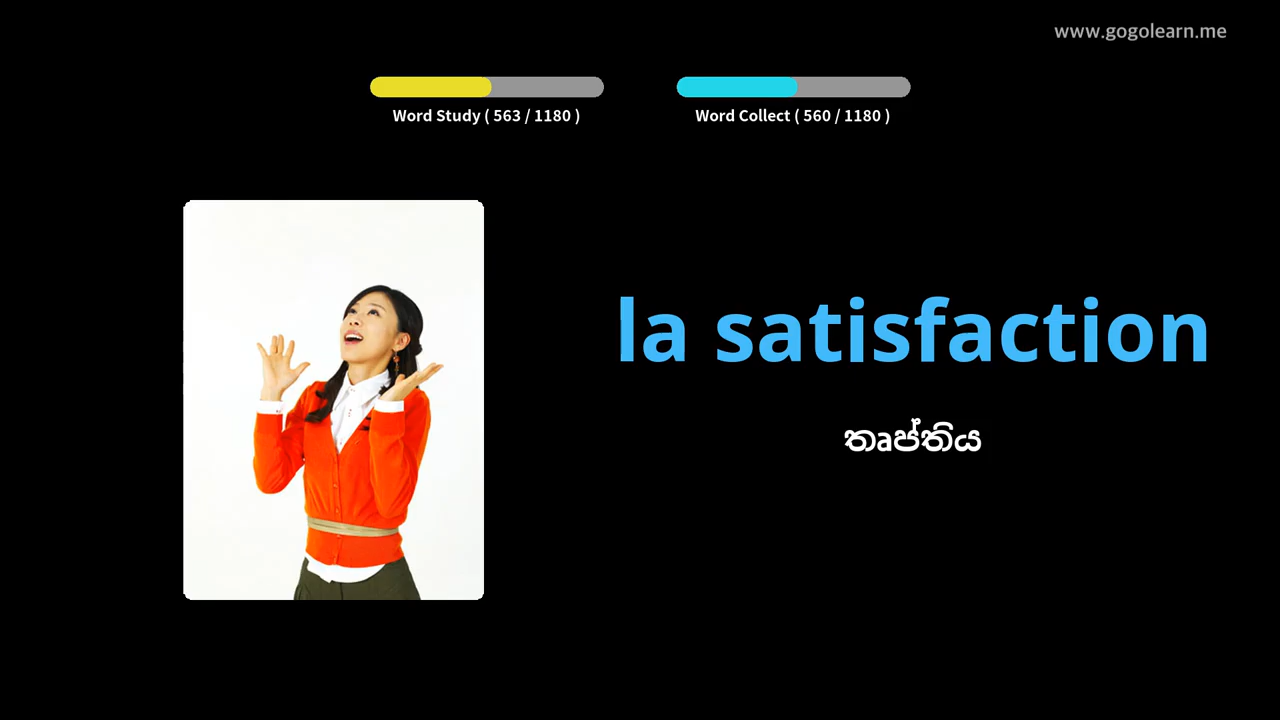 www.gogolearn.me
Word Study ( 563 / 1180 )
Word Collect ( 560 / 1180 )
la satisfaction
තෘප්තිය